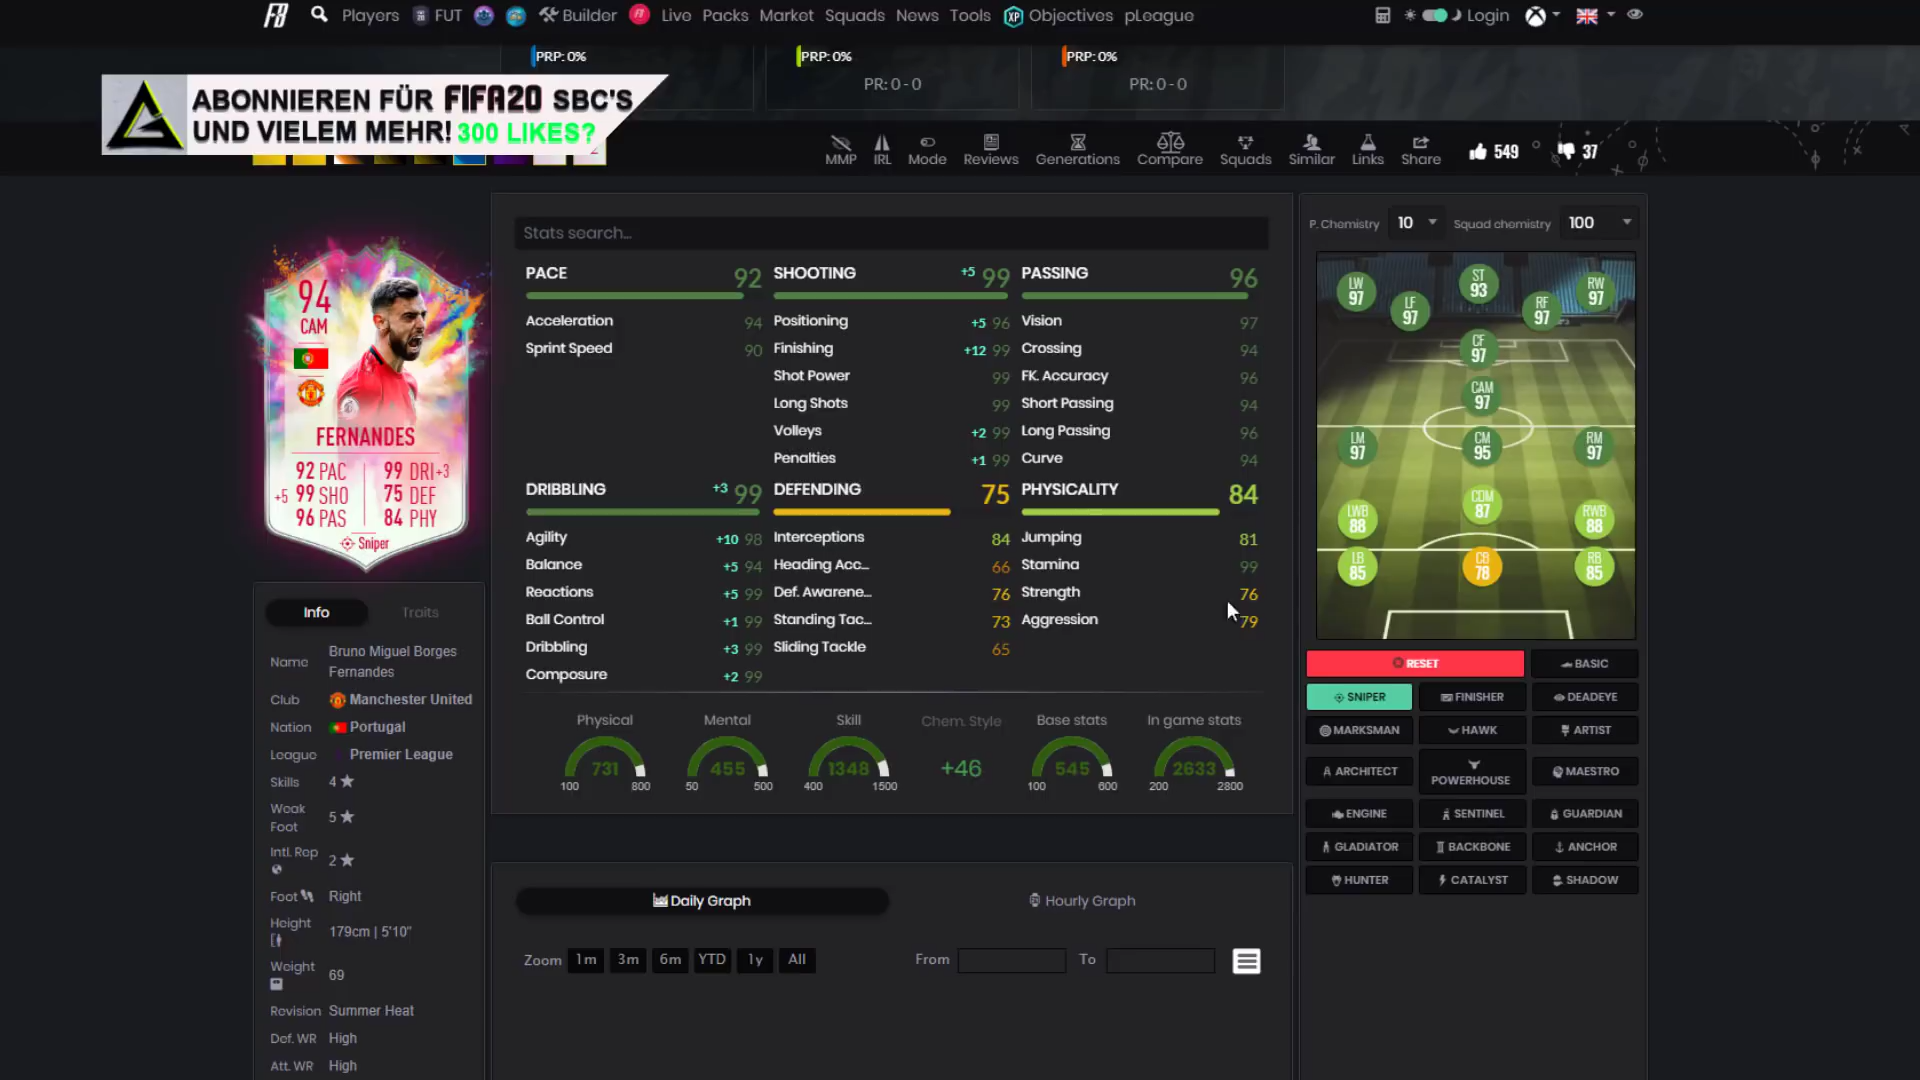 Players FUT Builder Live Packs Market Squads News Tools XP Objectives pLeague Login
PRP: 0% PRP: 0% PRP: 0%
PR: 0 - 0 PR: 0 - 0
ABONNIEREN FÜR FIFA20 SBC'S
UND VIELEM MEHR! 300 LIKES?
MMP IRL Mode Reviews Generations Compare Squads Similar Links Share 549 37
Stats search...
P. Chemistry 10 Squad chemistry 100
94
CAM
FERNANDES
92 PAC 99 DRI+3
+5 99 SHO 75 DEF
96 PAS 84 PHY
Sniper
PACE 92
Acceleration 94
Sprint Speed 90
SHOOTING +5 99
Positioning +5 96
Finishing +12 99
Shot Power 99
Long Shots 99
Volleys +2 99
Penalties +1 99
PASSING 96
Vision 97
Crossing 94
FK. Accuracy 96
Short Passing 94
Long Passing 96
Curve 94
DRIBBLING +3 99
Agility +10 98
Balance +5 94
Reactions +5 99
Ball Control +1 99
Dribbling +3 99
Composure +2 99
DEFENDING 75
Interceptions 84
Heading Acc... 66
Def. Awarene... 76
Standing Tac... 73
Sliding Tackle 65
PHYSICALITY 84
Jumping 81
Stamina 99
Strength 76
Aggression 79
Physical Mental Skill Chem. Style Base stats In game stats
731 455 1348 +46 545 2633
100 800 50 500 400 1500 100 600 200 2800
LW 97
ST 93
RW 97
LF 97
RF 97
CF 97
CAM 97
LM 97
CM 95
RM 97
LWB 88
CDM 87
RWB 88
LB 85
CB 78
RB 85
RESET BASIC
SNIPER FINISHER DEADEYE
MARKSMAN HAWK ARTIST
ARCHITECT POWERHOUSE MAESTRO
ENGINE SENTINEL GUARDIAN
GLADIATOR BACKBONE ANCHOR
HUNTER CATALYST SHADOW
Info Traits
Name Bruno Miguel Borges
Fernandes
Club Manchester United
Nation Portugal
League Premier League
Skills 4
Weak
Foot 5
Intl. Rep 2
Foot Right
Height 179cm | 5'10"
Weight 69
Revision Summer Heat
Def. WR High
Att. WR High
Daily Graph Hourly Graph
Zoom 1m 3m 6m YTD 1y All From To